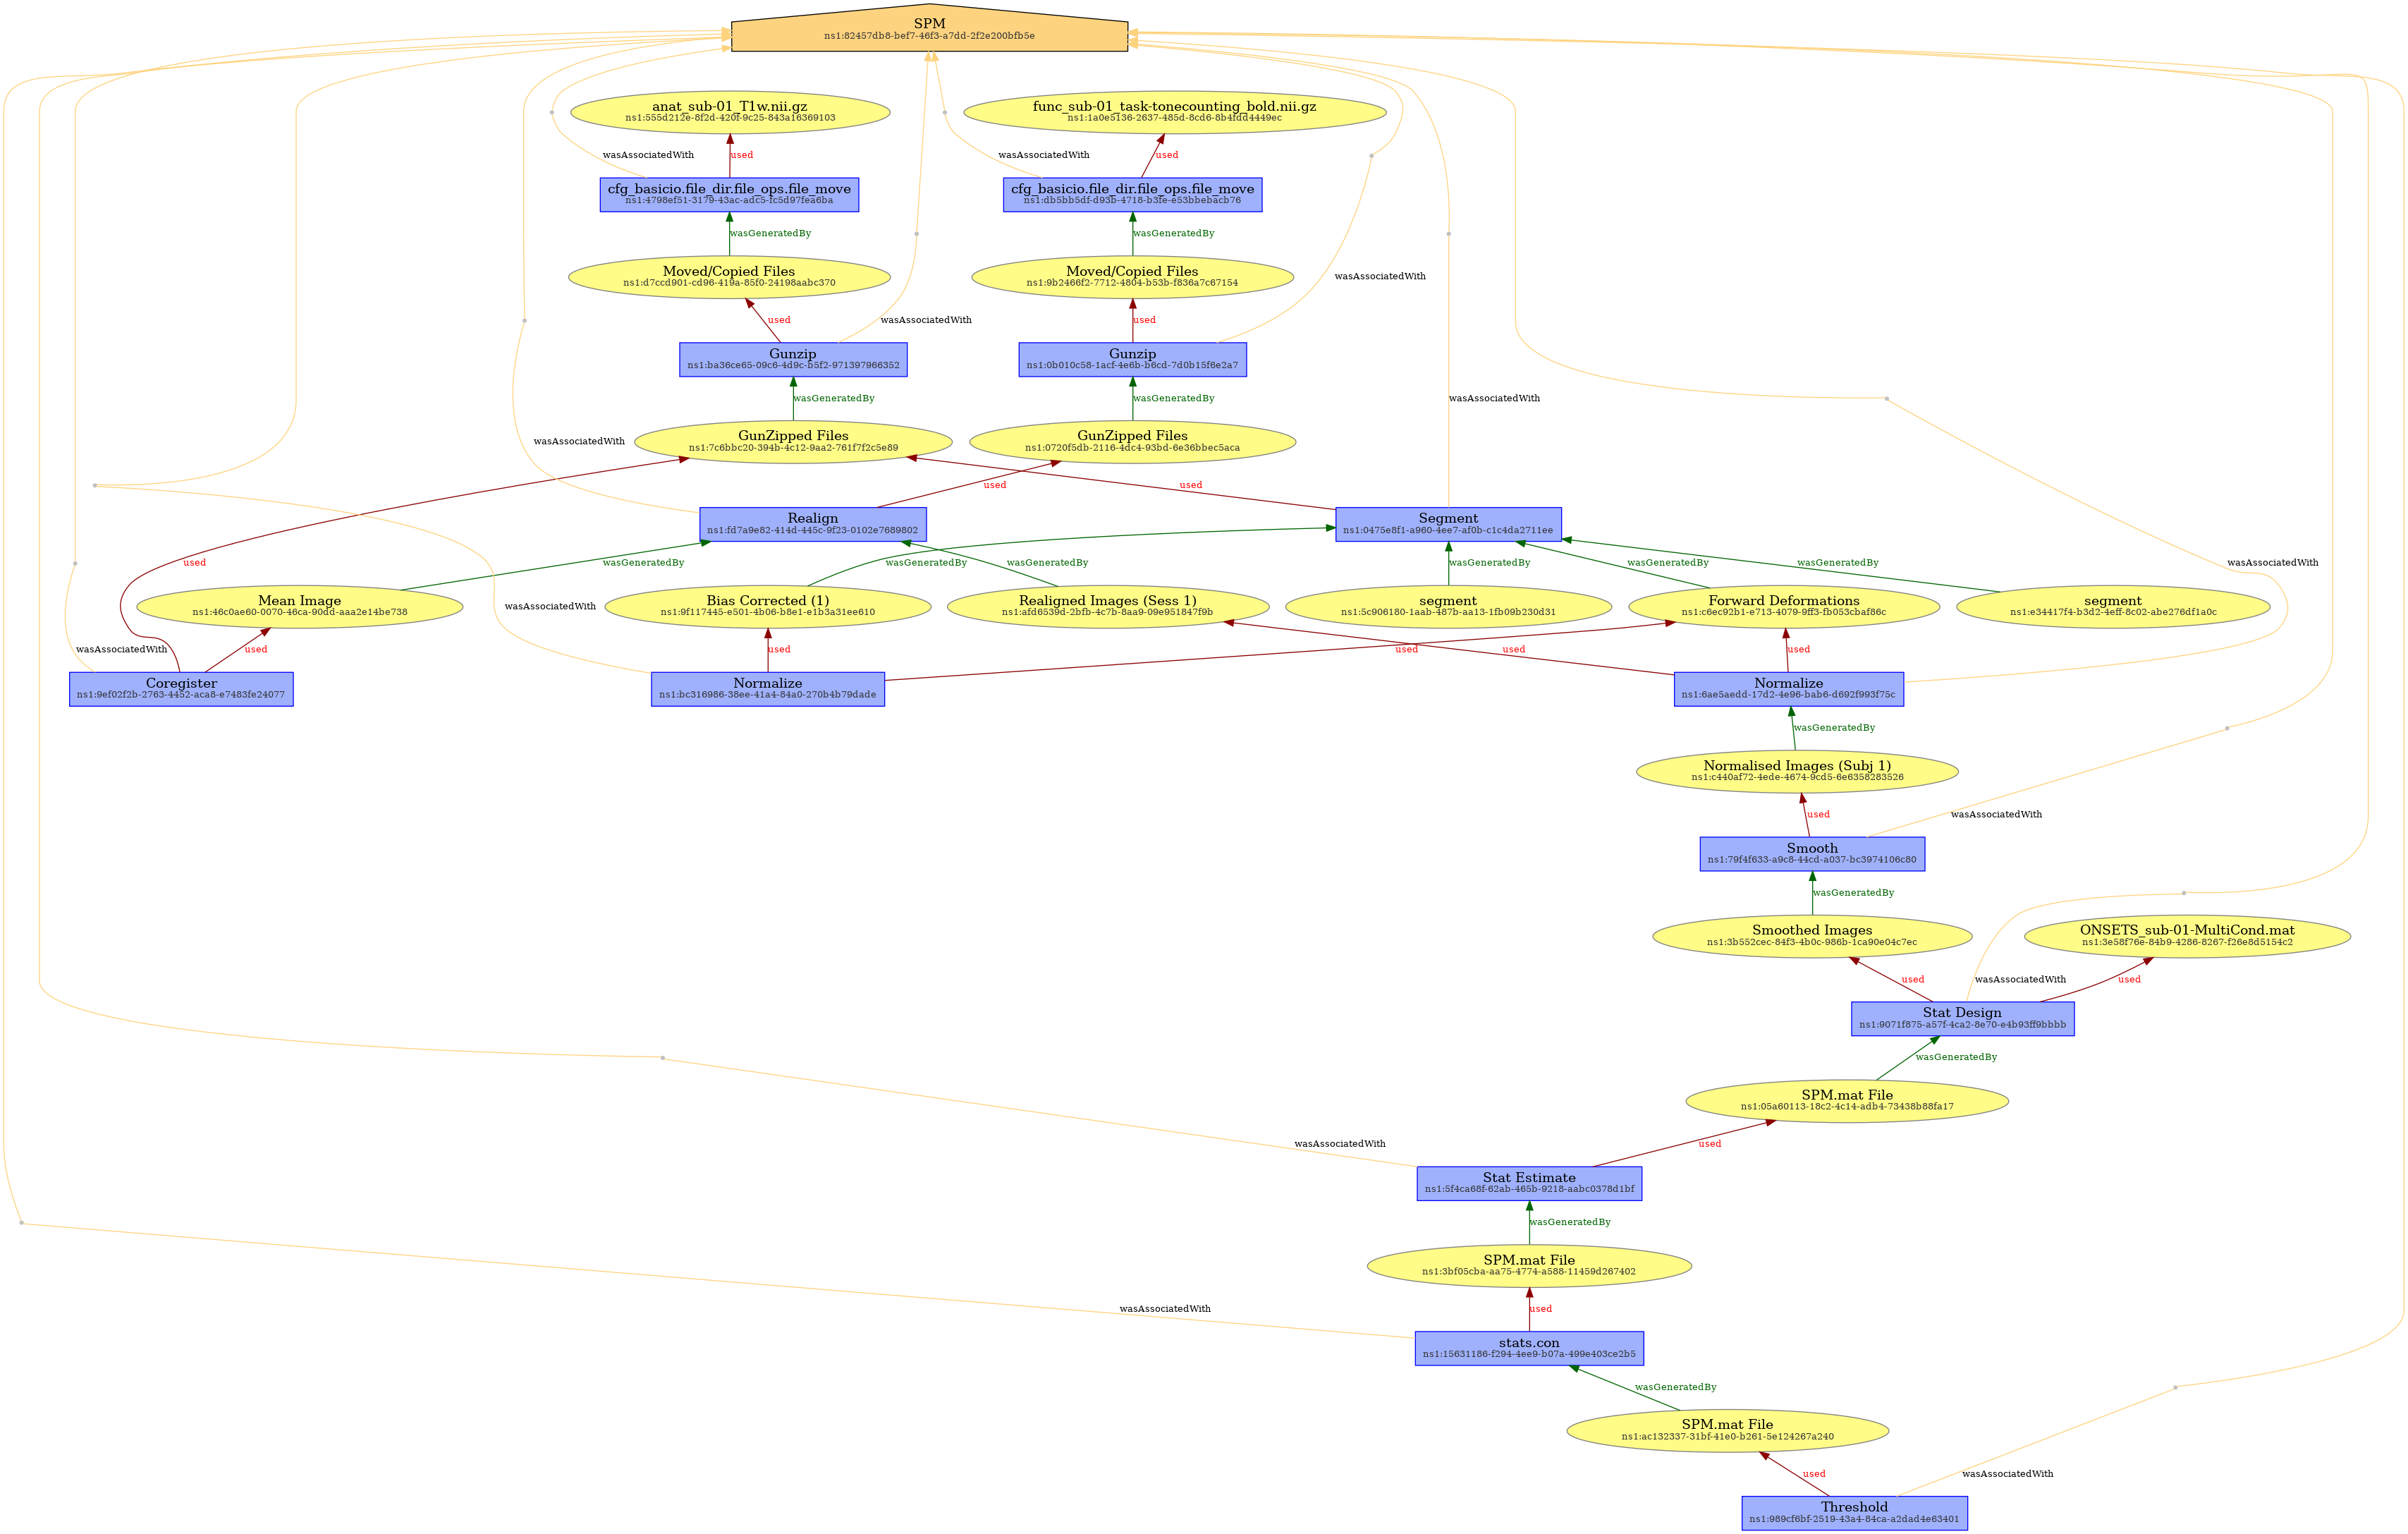 SPM
ns1:82457db8-bef7-46f3-a7dd-2f2e200bfb5e
anat_sub-01_T1w.nii.gz
ns1:555d212e-8f2d-420f-9c25-843a16369103
func_sub-01_task-tonecounting_bold.nii.gz
ns1:1a0e5136-2637-485d-8cd6-8b4fdd4449ec
wasAssociatedWith
used
wasAssociatedWith
used
cfg_basicio.file_dir.file_ops.file_move
ns1:4798ef51-3179-43ac-adc5-fc5d97fea6ba
cfg_basicio.file_dir.file_ops.file_move
ns1:db5bb5df-d93b-4718-b3fe-e53bbebacb76
wasGeneratedBy
wasGeneratedBy
Moved/Copied Files
ns1:d7ccd901-cd96-419a-85f0-24198aabc370
Moved/Copied Files
ns1:9b2466f2-7712-4804-b53b-f836a7c67154
wasAssociatedWith
used
wasAssociatedWith
used
Gunzip
ns1:ba36ce65-09c6-4d9c-b5f2-971397966352
Gunzip
ns1:0b010c58-1acf-4e6b-b6cd-7d0b15f6e2a7
wasGeneratedBy
wasGeneratedBy
wasAssociatedWith
GunZipped Files
ns1:7c6bbc20-394b-4c12-9aa2-761f7f2c5e89
GunZipped Files
ns1:0720f5db-2116-4dc4-93bd-6e36bbec5aca
wasAssociatedWith
used
used
Realign
ns1:fd7a9e82-414d-445c-9f23-0102e7689802
Segment
ns1:0475e8f1-a960-4ee7-af0b-c1c4da2711ee
used
wasGeneratedBy
wasGeneratedBy
wasGeneratedBy
wasGeneratedBy
wasGeneratedBy
wasGeneratedBy
wasAssociatedWith
Mean Image
ns1:46c0ae60-0070-46ca-90dd-aaa2e14be738
wasAssociatedWith
Bias Corrected (1)
ns1:9f117445-e501-4b06-b8e1-e1b3a31ee610
Realigned Images (Sess 1)
ns1:afd6539d-2bfb-4c7b-8aa9-09e951847f9b
segment
ns1:5c906180-1aab-487b-aa13-1fb09b230d31
Forward Deformations
ns1:c6ec92b1-e713-4079-9ff3-fb053cbaf86c
segment
ns1:e34417f4-b3d2-4eff-8c02-abe276df1a0c
wasAssociatedWith
used
used
used
used
used
Coregister
ns1:9ef02f2b-2763-4452-aca8-e7483fe24077
Normalize
ns1:bc316986-38ee-41a4-84a0-270b4b79dade
Normalize
ns1:6ae5aedd-17d2-4e96-bab6-d692f993f75c
wasGeneratedBy
Normalised Images (Subj 1)
ns1:c440af72-4ede-4674-9cd5-6e6358283526
used
wasAssociatedWith
Smooth
ns1:79f4f633-a9c8-44cd-a037-bc3974106c80
wasGeneratedBy
Smoothed Images
ns1:3b552cec-84f3-4b0c-986b-1ca90e04c7ec
ONSETS_sub-01-MultiCond.mat
ns1:3e58f76e-84b9-4286-8267-f26e8d5154c2
used
wasAssociatedWith
used
Stat Design
ns1:9071f875-a57f-4ca2-8e70-e4b93ff9bbbb
wasGeneratedBy
SPM.mat File
ns1:05a60113-18c2-4c14-adb4-73438b88fa17
wasAssociatedWith
used
Stat Estimate
ns1:5f4ca68f-62ab-465b-9218-aabc0378d1bf
wasGeneratedBy
SPM.mat File
ns1:3bf05cba-aa75-4774-a588-11459d267402
wasAssociatedWith
used
stats.con
ns1:15631186-f294-4ee9-b07a-499e403ce2b5
wasGeneratedBy
SPM.mat File
ns1:ac132337-31bf-41e0-b261-5e124267a240
used
wasAssociatedWith
Threshold
ns1:989cf6bf-2519-43a4-84ca-a2dad4e63401